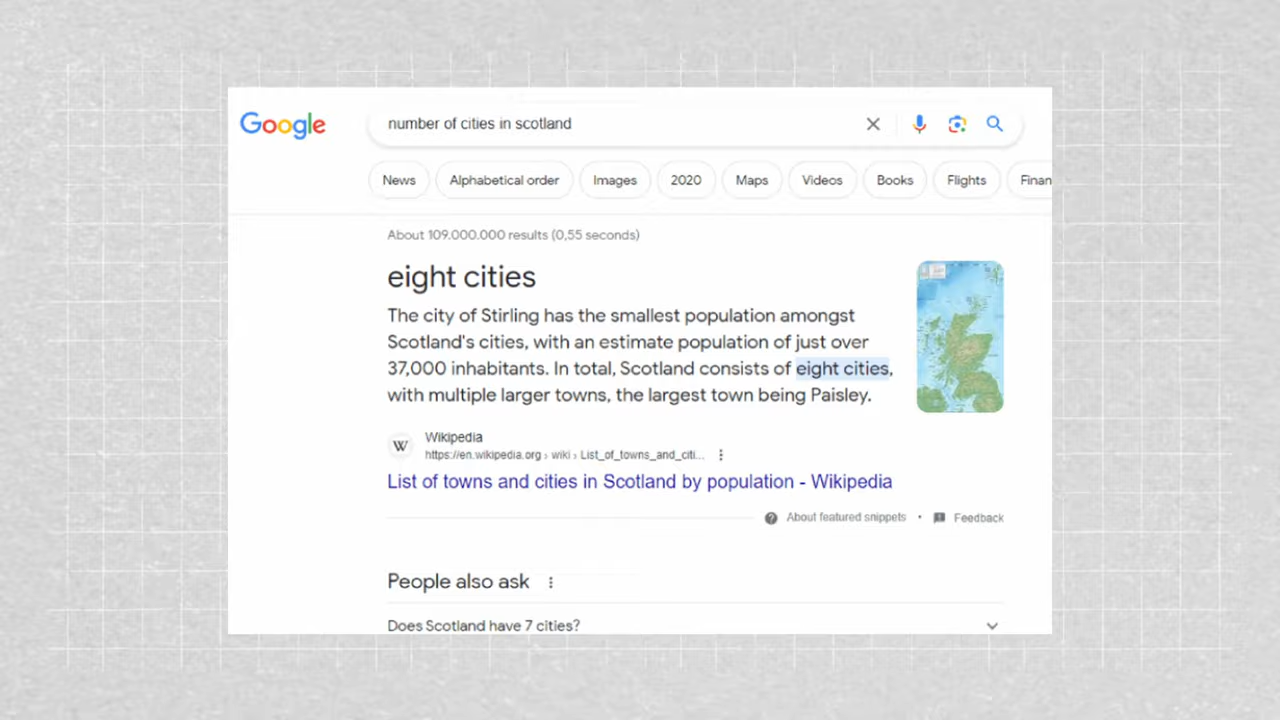 Google
number of cities in scotland
News Alphabetical order Images 2020 Maps Videos Books Flights Finan
About 109.000.000 results (0,55 seconds)
eight cities
The city of Stirling has the smallest population amongst
Scotland's cities, with an estimate population of just over
37,000 inhabitants. In total, Scotland consists of eight cities,
with multiple larger towns, the largest town being Paisley.
W
Wikipedia
https://en.wikipedia.org › wiki › List_of_towns_and_citi...
List of towns and cities in Scotland by population - Wikipedia
About featured snippets • Feedback
People also ask
Does Scotland have 7 cities?